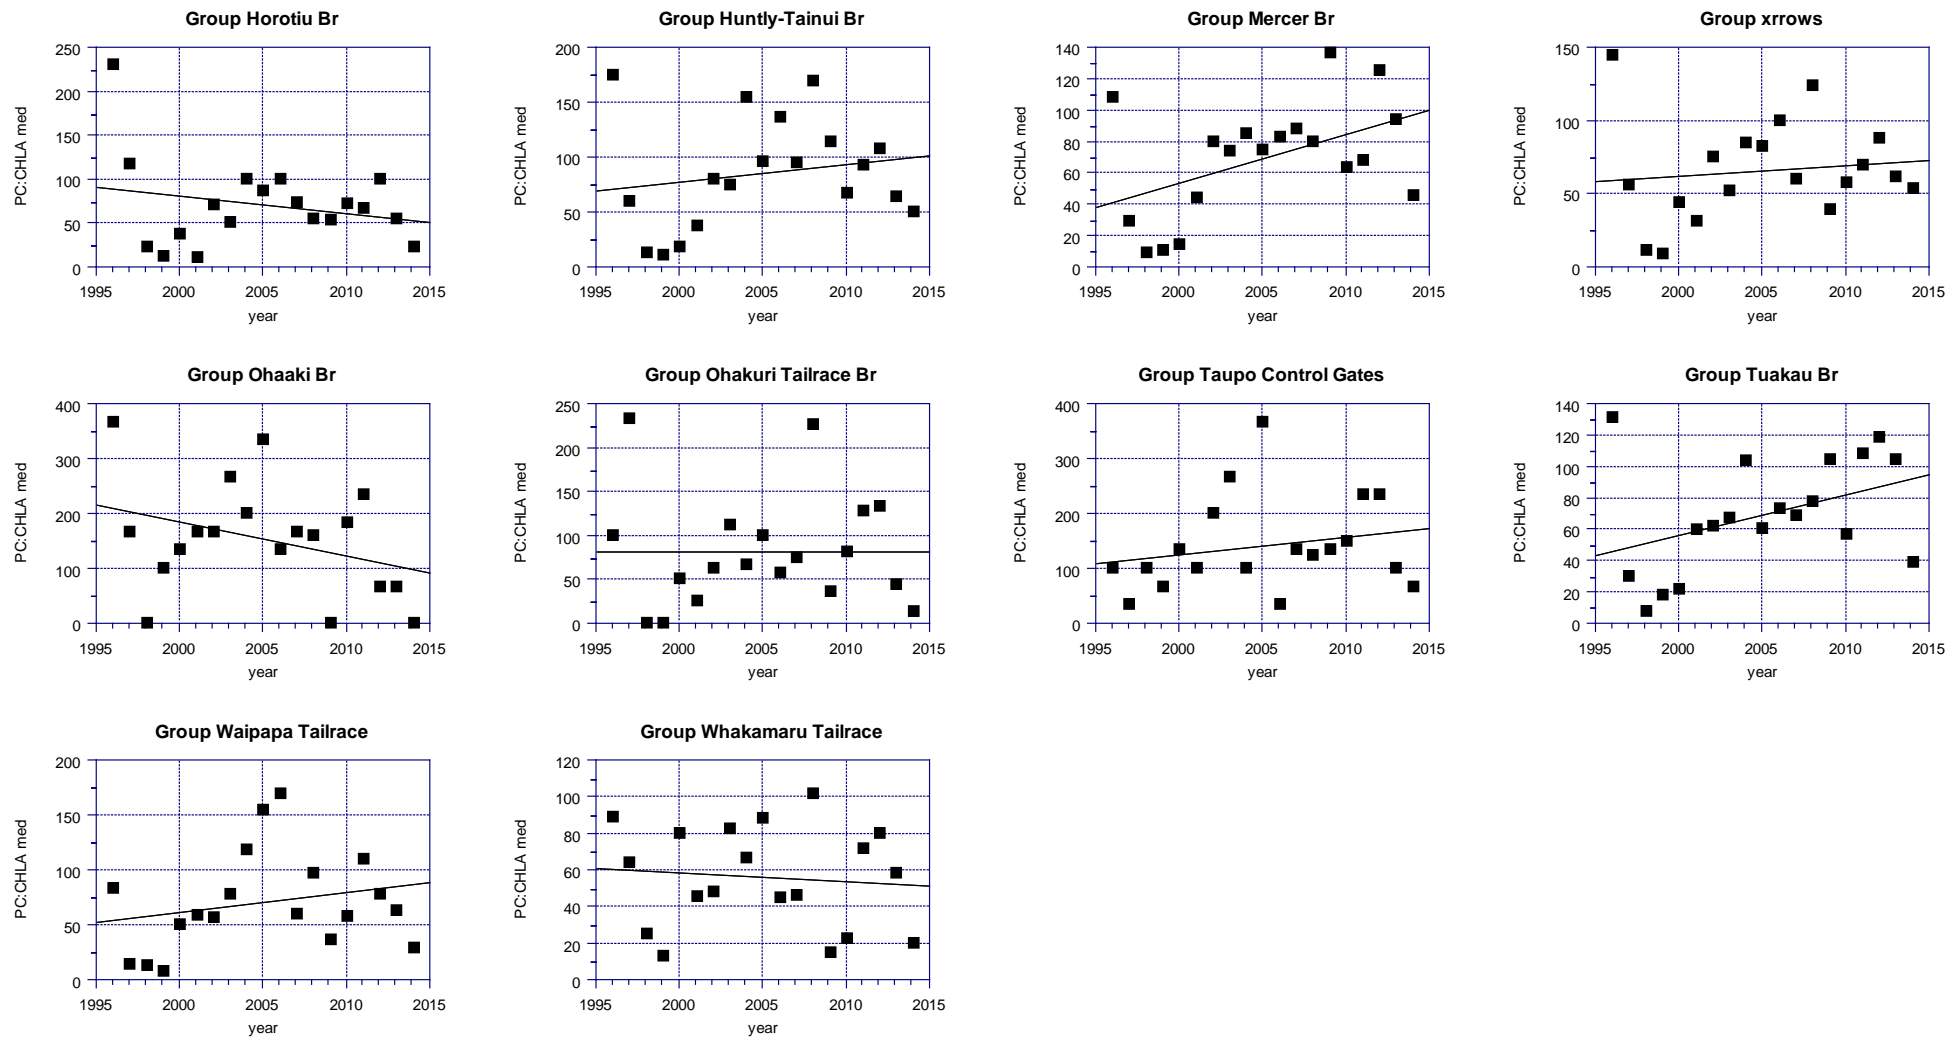 Group Horotiu Br
PC:CHLA med
250
200
150
100
50
0
1995 2000 2005 2010 2015
year
Group Huntly-Tainui Br
PC:CHLA med
200
150
100
50
0
1995 2000 2005 2010 2015
year
Group Mercer Br
PC:CHLA med
140
120
100
80
60
40
20
0
1995 2000 2005 2010 2015
year
Group xrrows
PC:CHLA med
150
100
50
0
1995 2000 2005 2010 2015
year
Group Ohaaki Br
PC:CHLA med
400
300
200
100
0
1995 2000 2005 2010 2015
year
Group Ohakuri Tailrace Br
PC:CHLA med
250
200
150
100
50
0
1995 2000 2005 2010 2015
year
Group Taupo Control Gates
PC:CHLA med
400
300
200
100
0
1995 2000 2005 2010 2015
year
Group Tuakau Br
PC:CHLA med
140
120
100
80
60
40
20
0
1995 2000 2005 2010 2015
year
Group Waipapa Tailrace
PC:CHLA med
200
150
100
50
0
1995 2000 2005 2010 2015
year
Group Whakamaru Tailrace
PC:CHLA med
120
100
80
60
40
20
0
1995 2000 2005 2010 2015
year